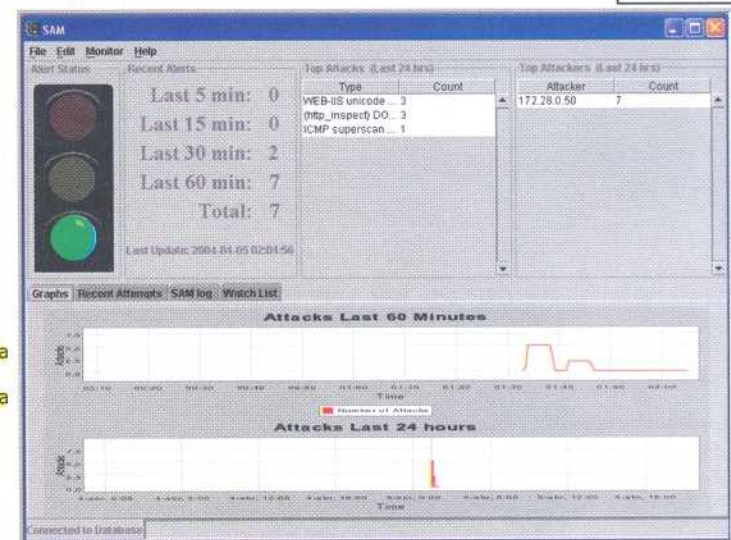 SAM
File Edit Monitor Help
Alert Status
Recent Alerts
Last 5 min: 0
Last 15 min: 0
Last 30 min: 2
Last 60 min: 7
Total: 7
Last Update: 2004-04-05 02:04:56
Top Attacks (Last 24 hrs)
Type Count
WEB-IIS unicode ... 3
(http_inspect) DO... 3
ICMP superscan ... 1
Top Attackers (Last 24 hrs)
Attacker Count
172.28.0.50 7
Graphs Recent Attempts SAM log Watch List
a
a
Attacks Last 60 Minutes
Time
Number of Attacks
Attacks Last 24 hours
Time
Connected to Database